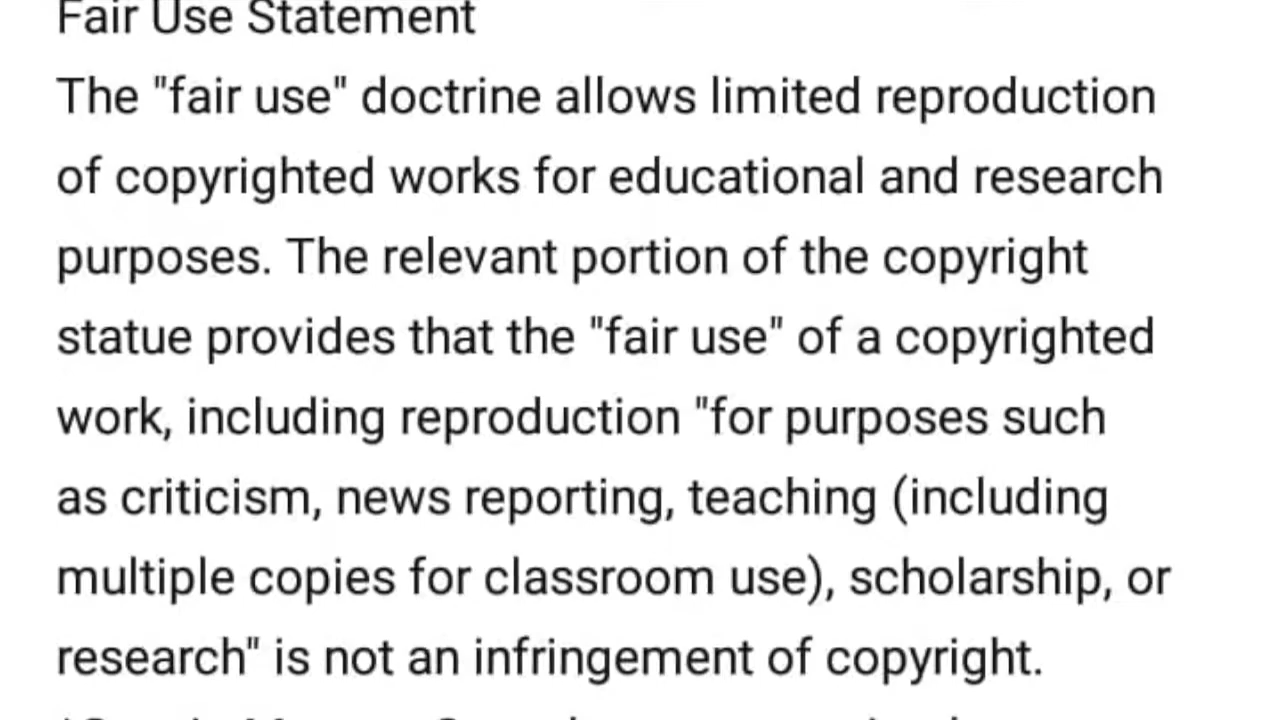 Fair Use Statement
The "fair use" doctrine allows limited reproduction
of copyrighted works for educational and research
purposes. The relevant portion of the copyright
statue provides that the "fair use" of a copyrighted
work, including reproduction "for purposes such
as criticism, news reporting, teaching (including
multiple copies for classroom use), scholarship, or
research" is not an infringement of copyright.